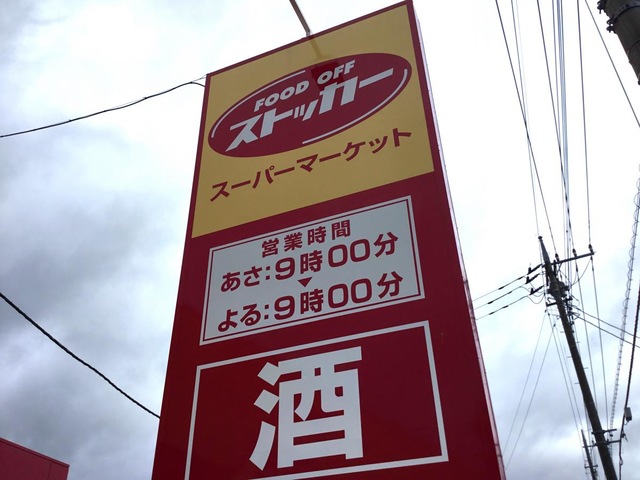 FOOD OFF
ストッカー
スーパーマーケット
営業時間
あさ:9時00分
▼
よる:9時00分
酒